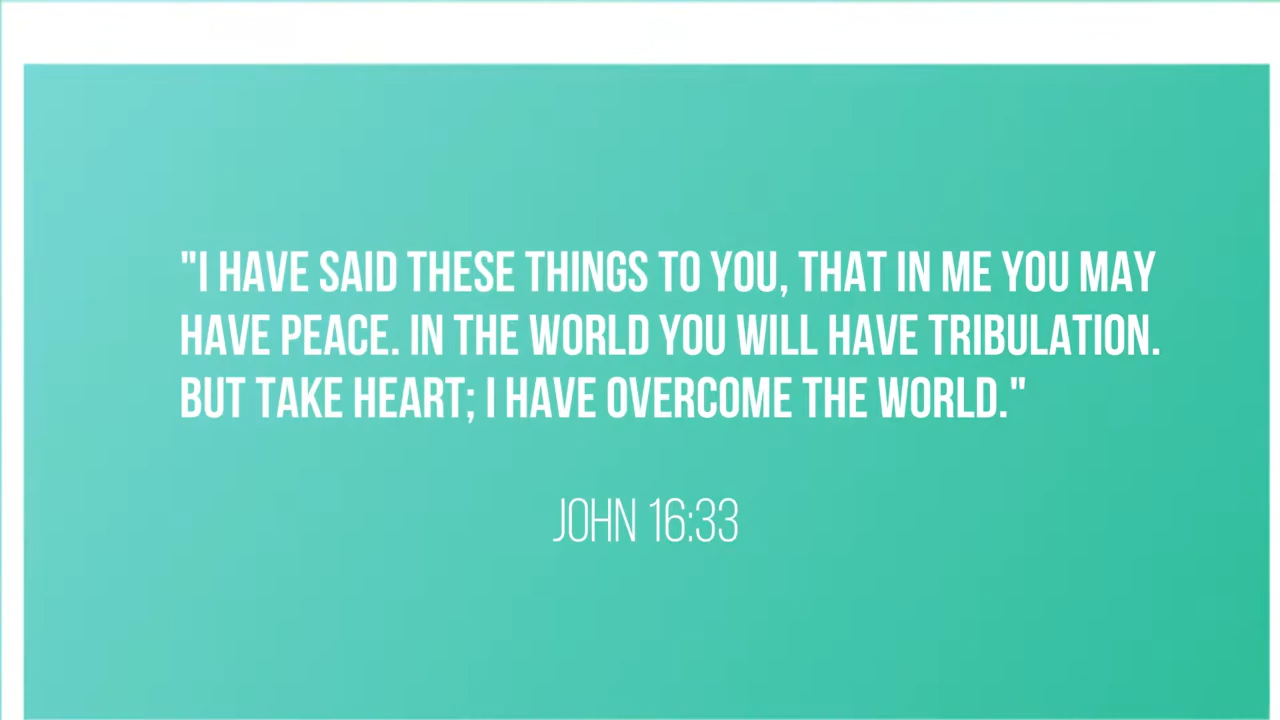 "I HAVE SAID THESE THINGS TO YOU, THAT IN ME YOU MAY
HAVE PEACE. IN THE WORLD YOU WILL HAVE TRIBULATION.
BUT TAKE HEART; I HAVE OVERCOME THE WORLD."
JOHN 16:33